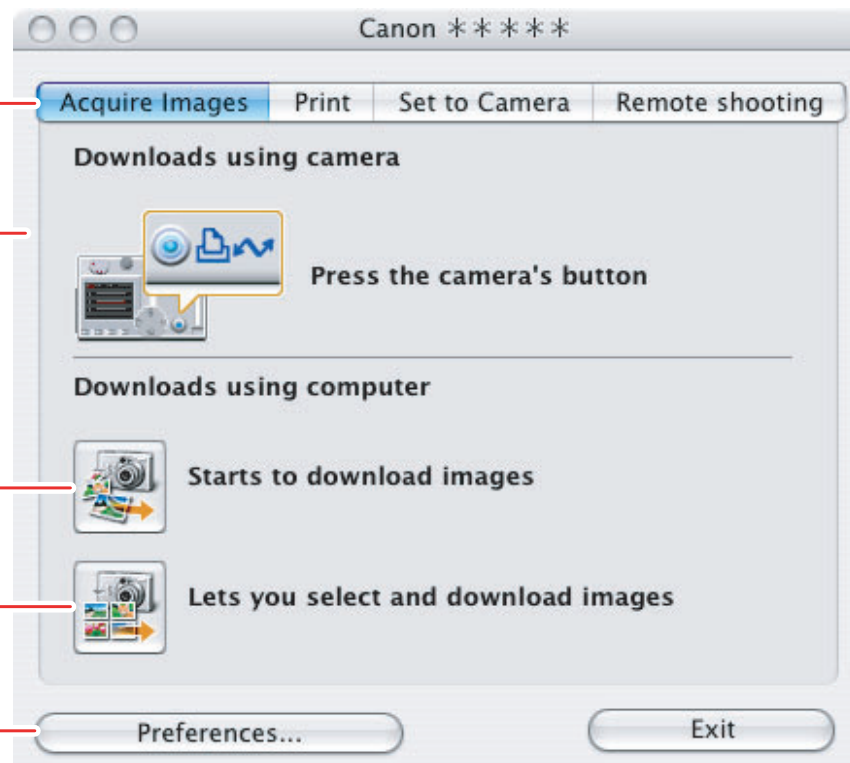 Canon *****
Acquire Images Print Set to Camera Remote shooting
Downloads using camera
Press the camera's button
Downloads using computer
Starts to download images
Lets you select and download images
Preferences... Exit